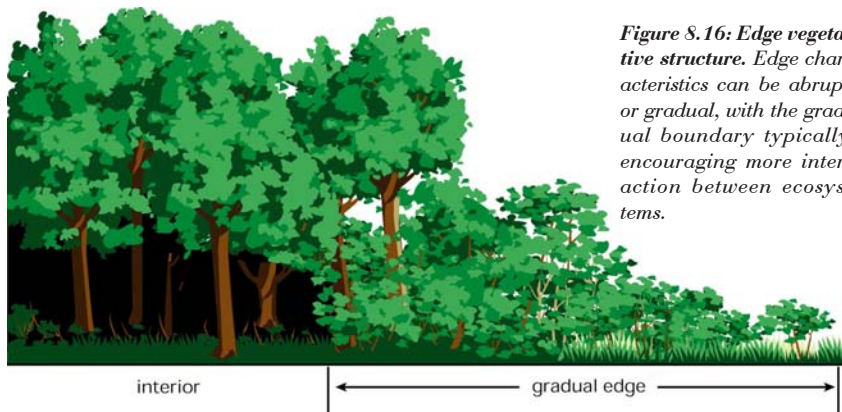 Figure 8.16: Edge vegeta
tive structure. Edge char
acteristics can be abrup
or gradual, with the grad
ual boundary typically
encouraging more inter
action between ecosys
tems.
interior
gradual edge